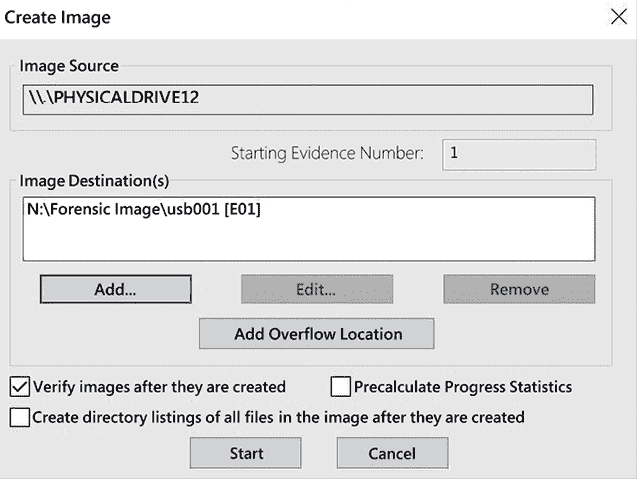 Create Image
Image Source
\\.\PHYSICALDRIVE12
Starting Evidence Number: 1
Image Destination(s)
N:\Forensic Image\usb001 [E01]
Add... Edit... Remove
Add Overflow Location
Verify images after they are created Precalculate Progress Statistics
Create directory listings of all files in the image after they are created
Start Cancel